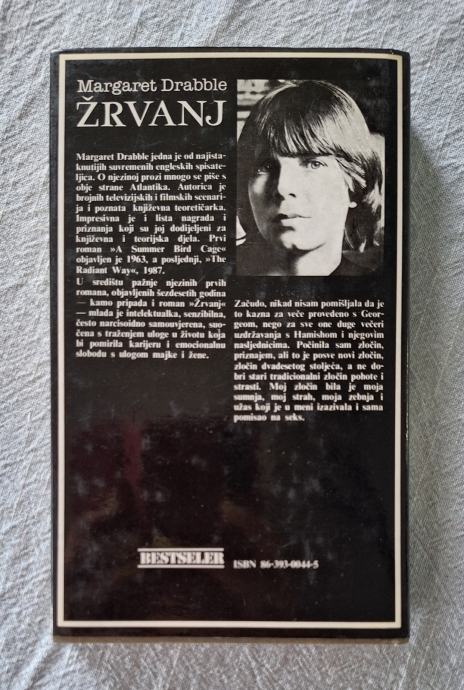 Margaret Drabble
ŽRVANJ
Margaret Drabble jedna je od najista-
knutijih suvremenih engleskih spisate-
ljica. O njezinoj prozi mnogo se piše s
obje strane Atlantika. Autorica je
brojnih televizijskih i filmskih scenari-
ja i poznata književna teoretičarka.
Impresivna je i lista nagrada i
priznanja koji su joj dodijeljeni za
književna i teorijska djela. Prvi
roman »A Summer Bird Cage«
objavljen je 1963, a posljednji, »The
Radiant Way«, 1987.
U središtu pažnje njezinih prvih
romana, objavljenih šezdesetih godina
— kamo pripada i roman »Žrvanj«
— mlada je intelektualka, senzibilna,
često narcisoidno samouvjerena, suo-
čena s traženjem uloge u životu koja
bi pomirila karijeru i emocionalnu
slobodu s ulogom majke i žene.
Začudo, nikad nisam pomišljala da je
to kazna za veče provedeno s Geor-
geom, nego za sve one duge večeri
uzdržavanja s Hamishom i njegovim
nasljednicima. Počinila sam zločin,
priznajem, ali to je posve novi zločin,
zločin dvadesetog stoljeća, a ne do-
bri stari tradicionalni zločin pohote i
strasti. Moj zločin bila je moja
sumnja, moj strah, moja zebnja i
užas koji je u meni izazivala i sama
pomisao na seks.
BESTSELER
ISBN 86-393-0044-5